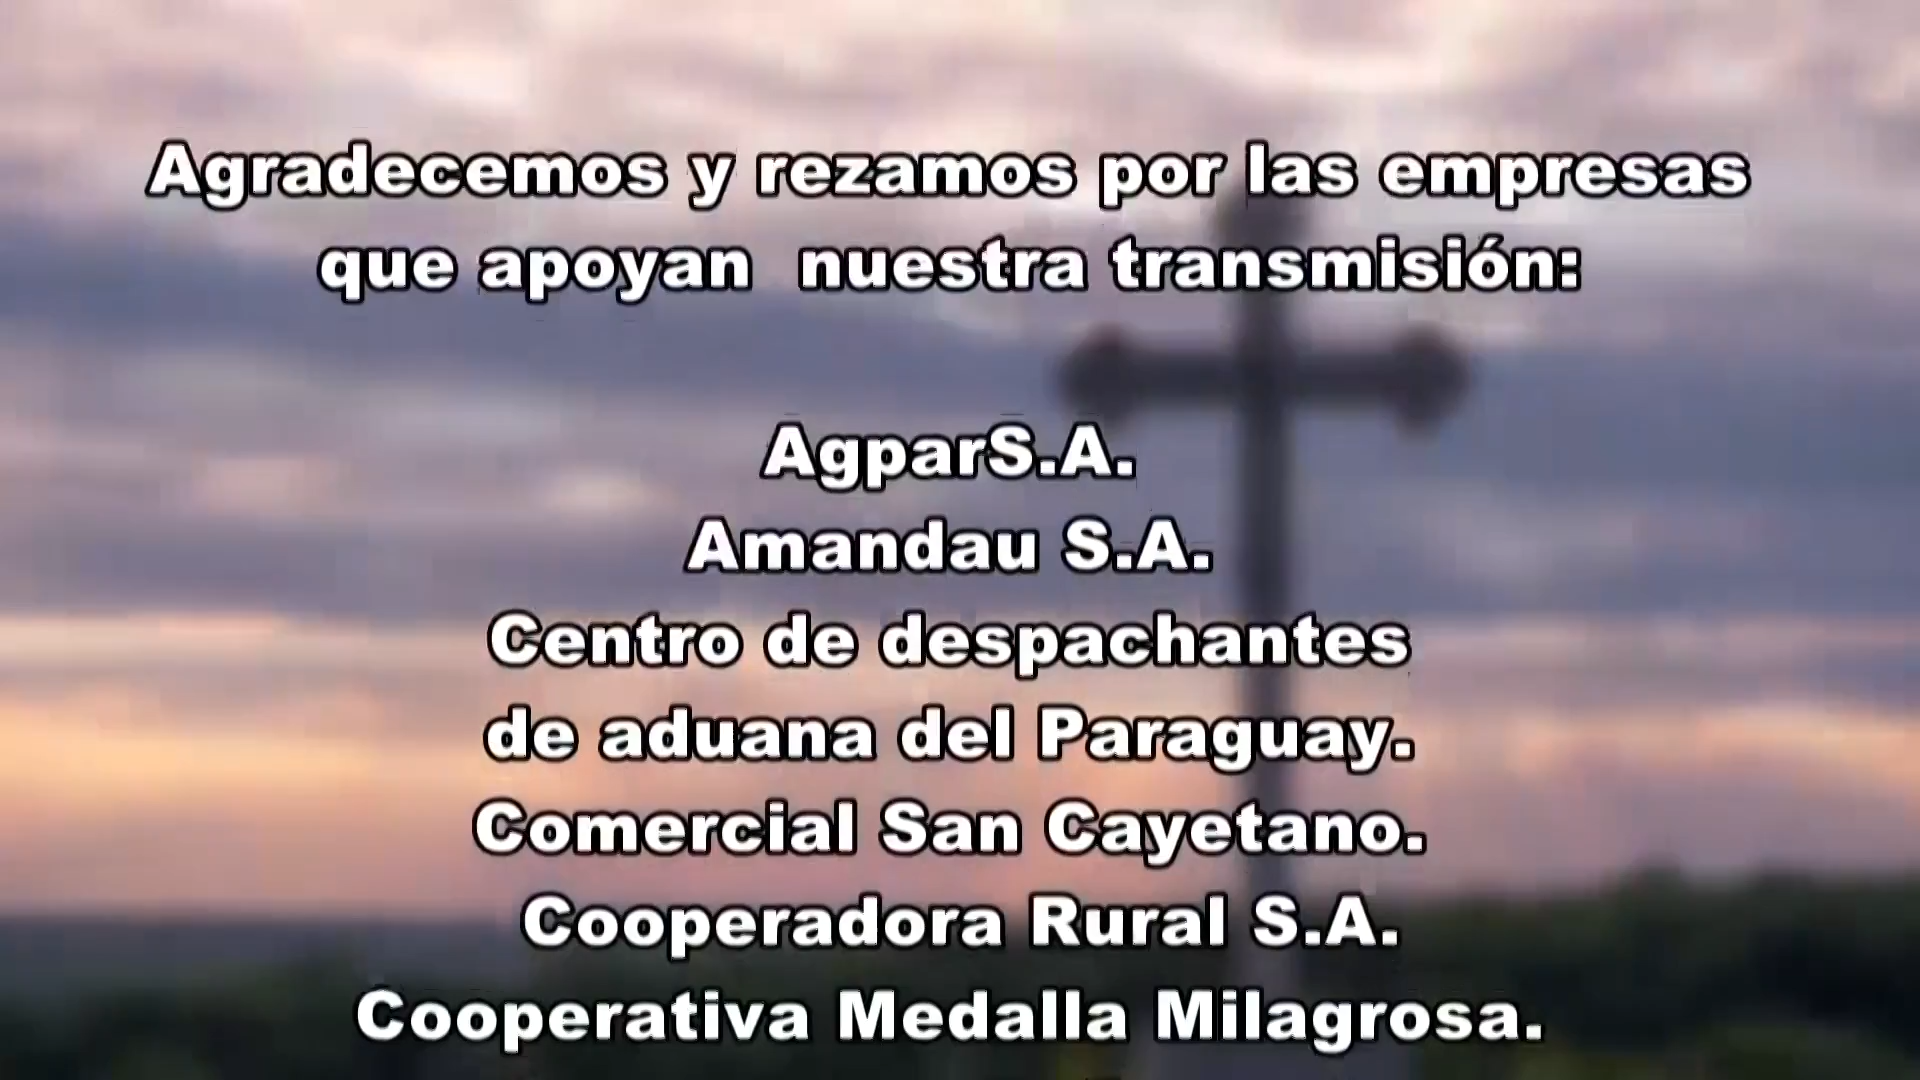 Agradecemos y rezamos por las empresas
que apoyan nuestra transmisión:
AgparS.A.
Amandau S.A.
Centro de despachantes
de aduana del Paraguay.
Comercial San Cayetano.
Cooperadora Rural S.A.
Cooperativa Medalla Milagrosa.